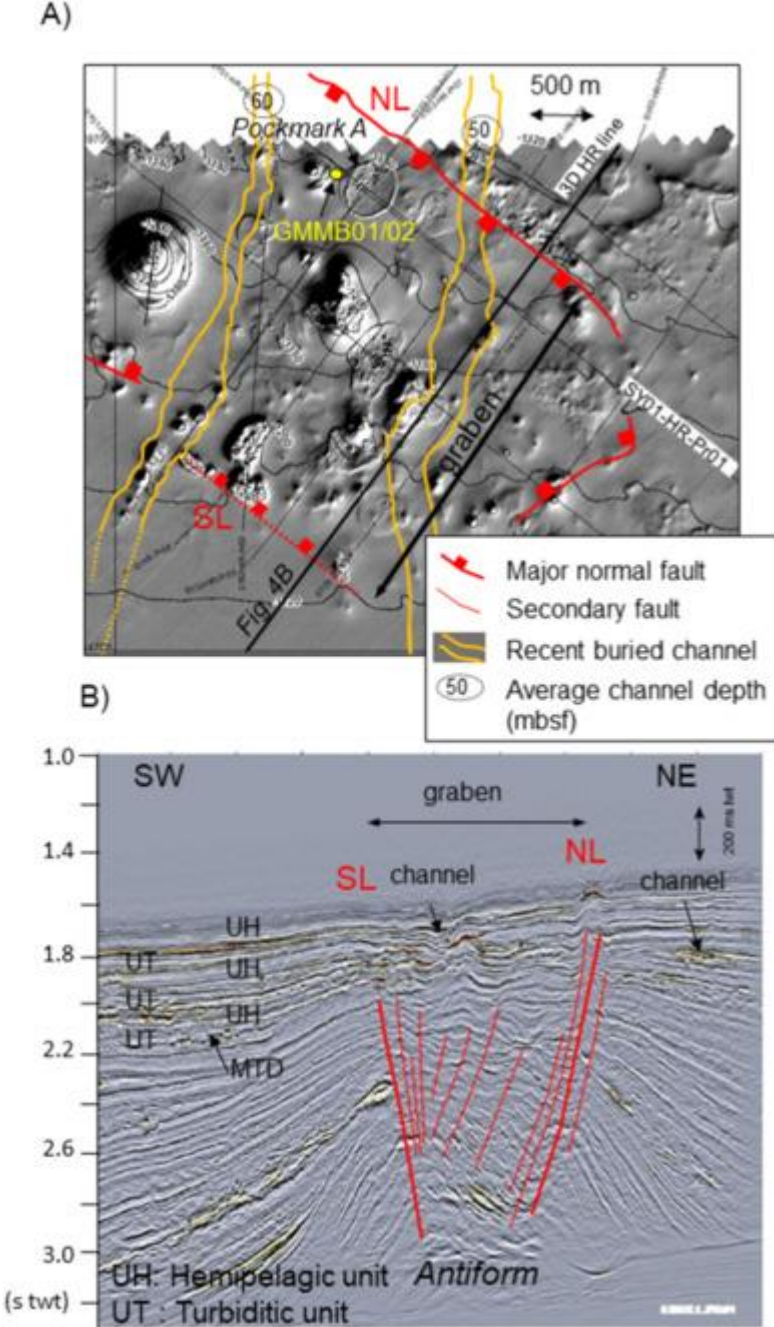 A)
500 m
NL
60
Pockmark A
50
3D HR line
GMMB01/02
graben
SY01-HR-Pr01
SL
Fig. 4B
Major normal fault
Secondary fault
Recent buried channel
50 Average channel depth
(mbsf)
B)
1.0
SW
NE
graben
200 ms twt
1.4
NL
SL
channel
channel
UH
1.8
UT
UH
UT
UH
UT
2.2
MTD
2.6
3.0
UH: Hemipelagic unit
Antiform
(s twt)
UT : Turbiditic unit